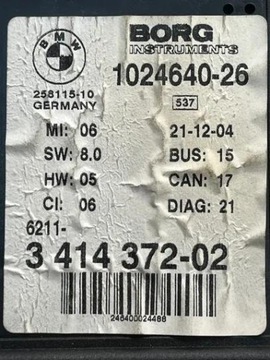 BMW
BORG
INSTRUMENTS
258115-10
GERMANY
1024640-26
537
MI: 06
21-12-04
SW: 8.0
BUS: 15
HW: 05
CAN: 17
CI: 06
DIAG: 21
6211-
3 414 372-02
246400024486